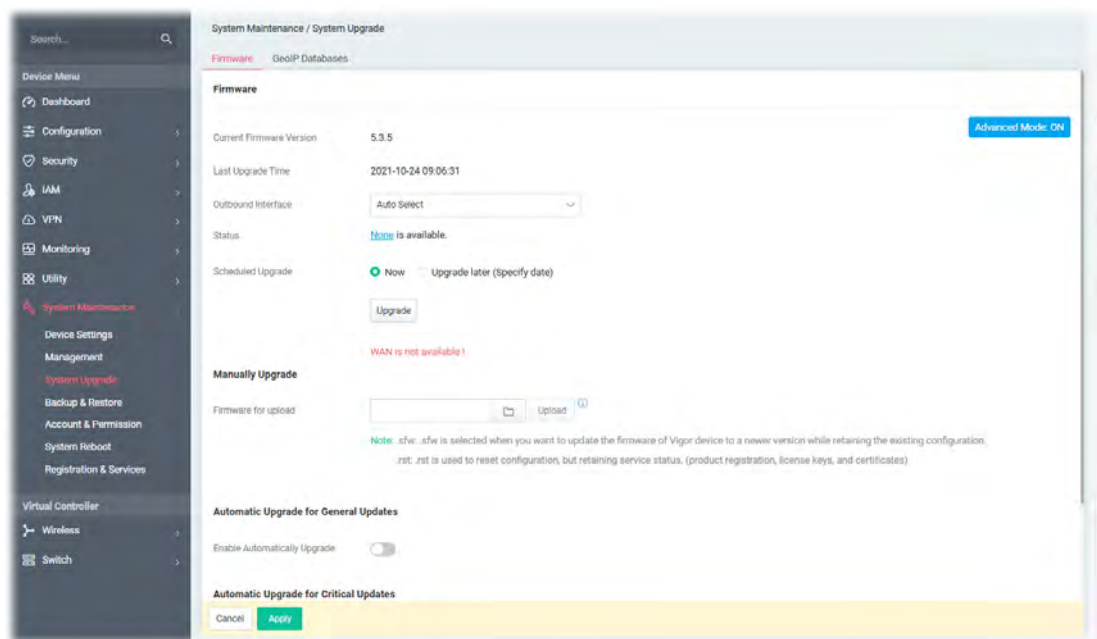 Search...
Device Menu
Dashboard
Configuration
Security
IAM
VPN
Monitoring
Utility
System Maintenance
Device Settings
Management
System Upgrade
Backup & Restore
Account & Permission
System Reboot
Registration & Services
Virtual Controller
Wireless
Switch
System Maintenance / System Upgrade
Firmware GeoIP Databases
Firmware
Advanced Mode: ON
Current Firmware Version 5.3.5
Last Upgrade Time 2021-10-24 09:06:31
Outbound Interface Auto Select
Status None is available.
Scheduled Upgrade Now Upgrade later (Specify date)
Upgrade
WAN is not available !
Manually Upgrade
Firmware for upload Upload
Note: .sfw: .sfw is selected when you want to update the firmware of Vigor device to a newer version while retaining the existing configuration.
.rst: .rst is used to reset configuration, but retaining service status. (product registration, license keys, and certificates)
Automatic Upgrade for General Updates
Enable Automatically Upgrade
Automatic Upgrade for Critical Updates
Cancel Apply